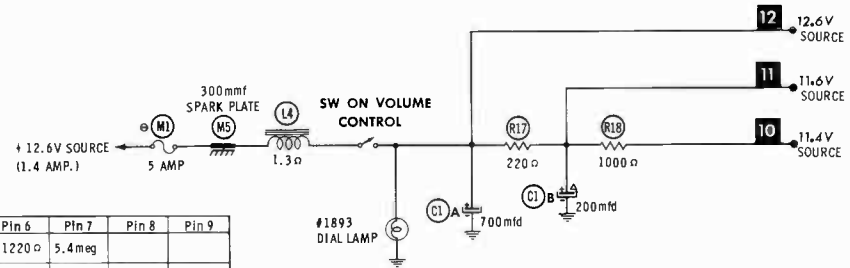 12
12.6V
SOURCE
11
11.6V
SOURCE
10
11.4V
SOURCE
300mmf
SPARK PLATE
M1
M5
L4
SW ON VOLUME
CONTROL
R17
R18
+ 12.6V SOURCE
(1.4 AMP.)
5 AMP
1.3Ω
220 Ω
1000Ω
C1 A
700mfd
C1 B
200mfd
#1893
DIAL LAMP
Pin 6 Pin 7 Pin 8 Pin 9
1220 Ω 5.4meg